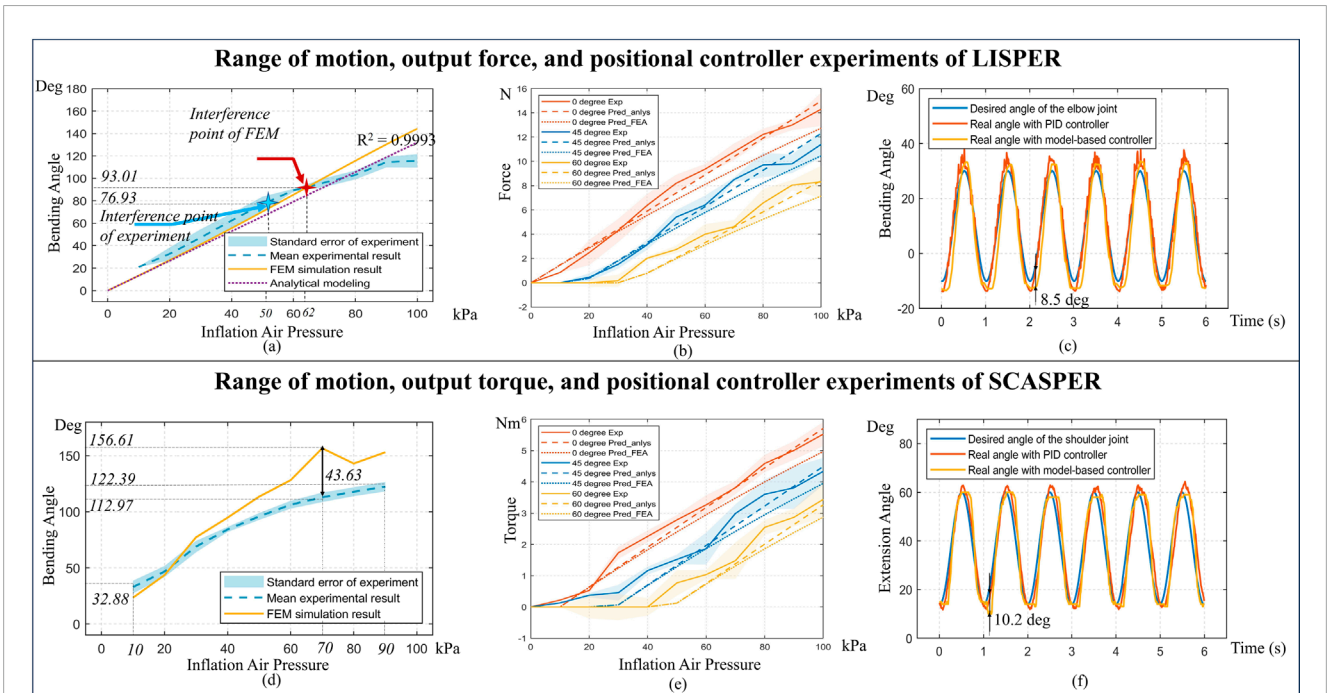 Range of motion, output force, and positional controller experiments of LISPER
Deg
180
160
140
120
100
93.01
80
76.93
60
40
20
0
Bending Angle
Interference
point of FEM
R² = 0.9993
Interference point
of experiment
Standard error of experiment
Mean experimental result
FEM simulation result
Analytical modeling
0 20 40 50 60 62 80 100
kPa
Inflation Air Pressure
(a)
N
16
14
12
10
8
6
4
2
0
-2
Force
0 degree Exp
0 degree Pred_anlys
0 degree Pred_FEA
45 degree Exp
45 degree Pred_anlys
45 degree Pred_FEA
60 degree Exp
60 degree Pred_anlys
60 degree Pred_FEA
0 20 40 60 80 100
kPa
Inflation Air Pressure
(b)
Deg
60
40
20
0
-20
Bending Angle
Desired angle of the elbow joint
Real angle with PID controller
Real angle with model-based controller
8.5 deg
0 1 2 3 4 5 6
Time (s)
(c)
Range of motion, output torque, and positional controller experiments of SCASPER
Deg
156.61
150
122.39
112.97
100
50
32.88
0
Bending Angle
43.63
Standard error of experiment
Mean experimental result
FEM simulation result
0 10 20 40 60 70 80 90 100
kPa
Inflation Air Pressure
(d)
Nm
6
5
4
3
2
1
0
-1
Torque
0 degree Exp
0 degree Pred_anlys
0 degree Pred_FEA
45 degree Exp
45 degree Pred_anlys
45 degree Pred_FEA
60 degree Exp
60 degree Pred_anlys
60 degree Pred_FEA
0 20 40 60 80 100
kPa
Inflation Air Pressure
(e)
Deg
80
60
40
20
0
Extension Angle
Desired angle of the shoulder joint
Real angle with PID controller
Real angle with model-based controller
10.2 deg
0 1 2 3 4 5 6
Time (s)
(f)